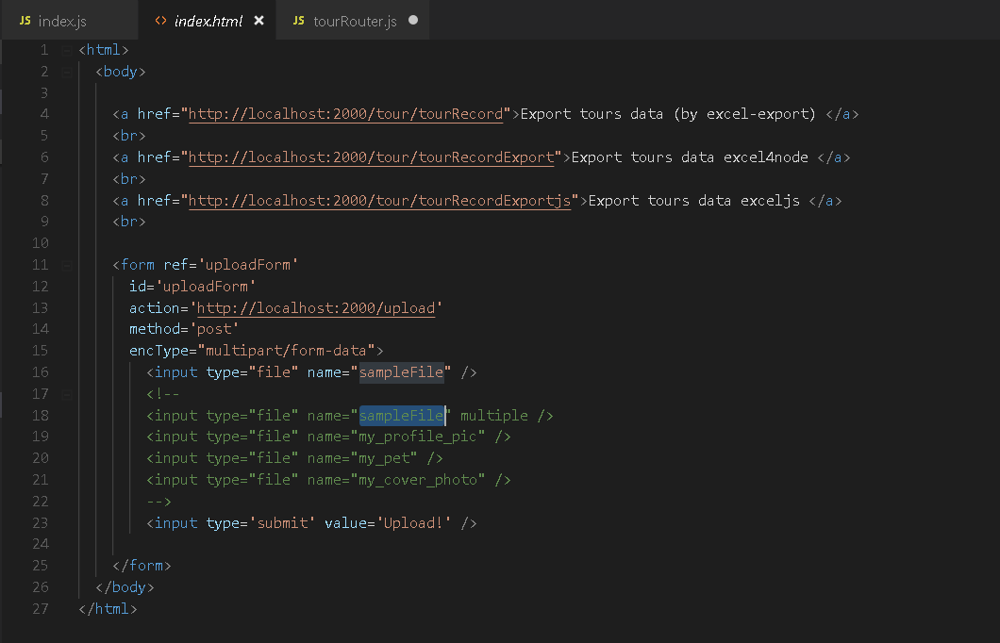 JS index.js
<> index.html ×
JS tourRouter.js ●
1 <html>
2 <body>
3
4 <a href="http://localhost:2000/tour/tourRecord">Export tours data (by excel-export) </a>
5 <br>
6 <a href="http://localhost:2000/tour/tourRecordExport">Export tours data excel4node </a>
7 <br>
8 <a href="http://localhost:2000/tour/tourRecordExportjs">Export tours data exceljs </a>
9 <br>
10
11 <form ref='uploadForm'
12 id='uploadForm'
13 action='http://localhost:2000/upload'
14 method='post'
15 encType="multipart/form-data">
16 <input type="file" name="sampleFile" />
17 <!--
18 <input type="file" name="sampleFile" multiple />
19 <input type="file" name="my_profile_pic" />
20 <input type="file" name="my_pet" />
21 <input type="file" name="my_cover_photo" />
22 -->
23 <input type='submit' value='Upload!' />
24
25 </form>
26 </body>
27 </html>